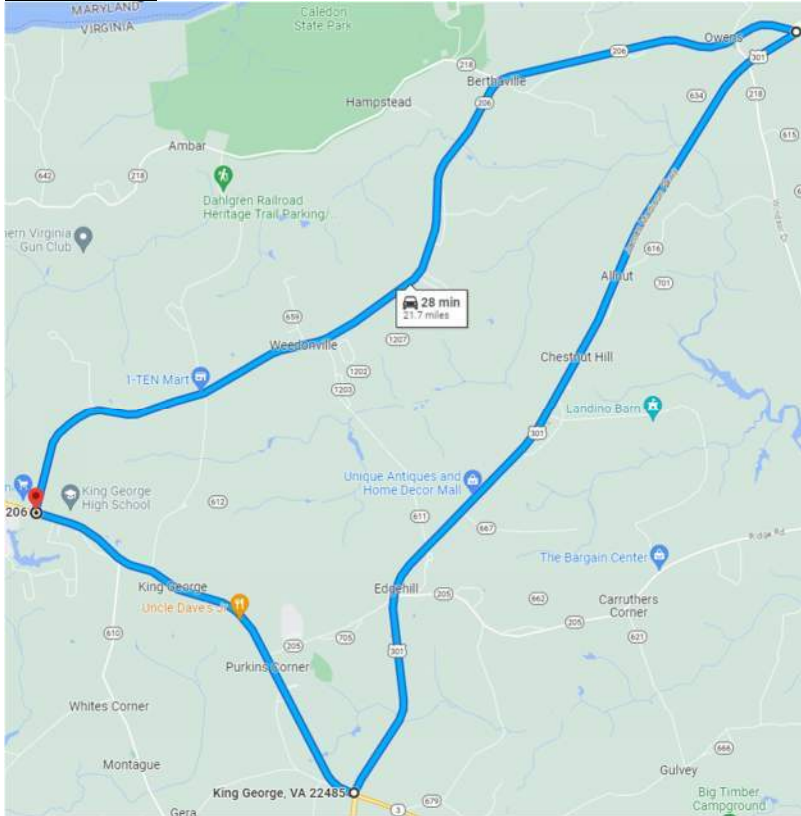 MARYLAND
VIRGINIA
Caledon
State Park
Owens
206
301
218
Berthaville
206
634
218
Hampstead
615
Ambar
642
218
Dahlgren Railroad
Heritage Trail Parking/...
ern Virginia
Gun Club
616
Allnut
701
28 min
21.7 miles
659
Weedonville
1207
1202
1203
Chestnut Hill
1-TEN Mart
Landino Barn
301
King George
High School
206
Unique Antiques and
Home Decor Mall
612
611
667
The Bargain Center
Ridge Rd
King George
Edgehill
205
662
Uncle Dave's
Carruthers
Corner
205
705
205
621
610
301
Purkins Corner
Whites Corner
666
Montague
Gulvey
King George, VA 22485
3
679
Big Timber
Campground
Gera